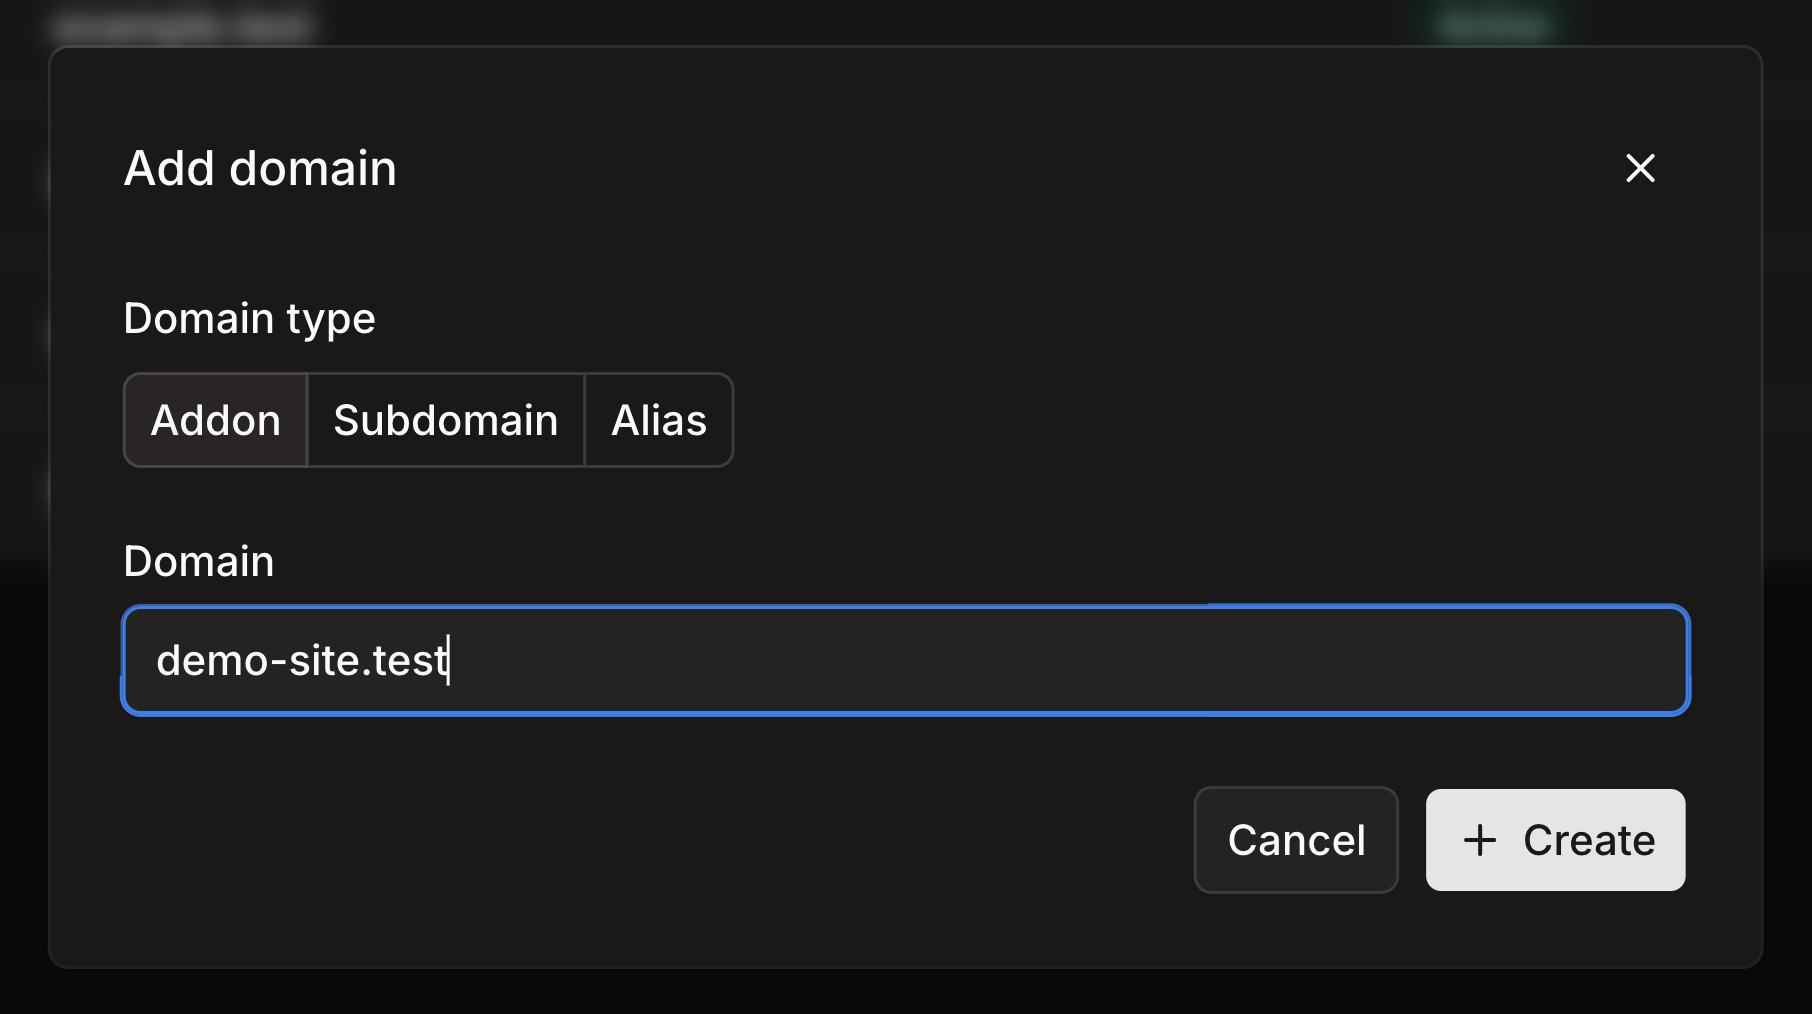 Add domain
Domain type
Addon Subdomain Alias
Domain
demo-site.test
Cancel + Create